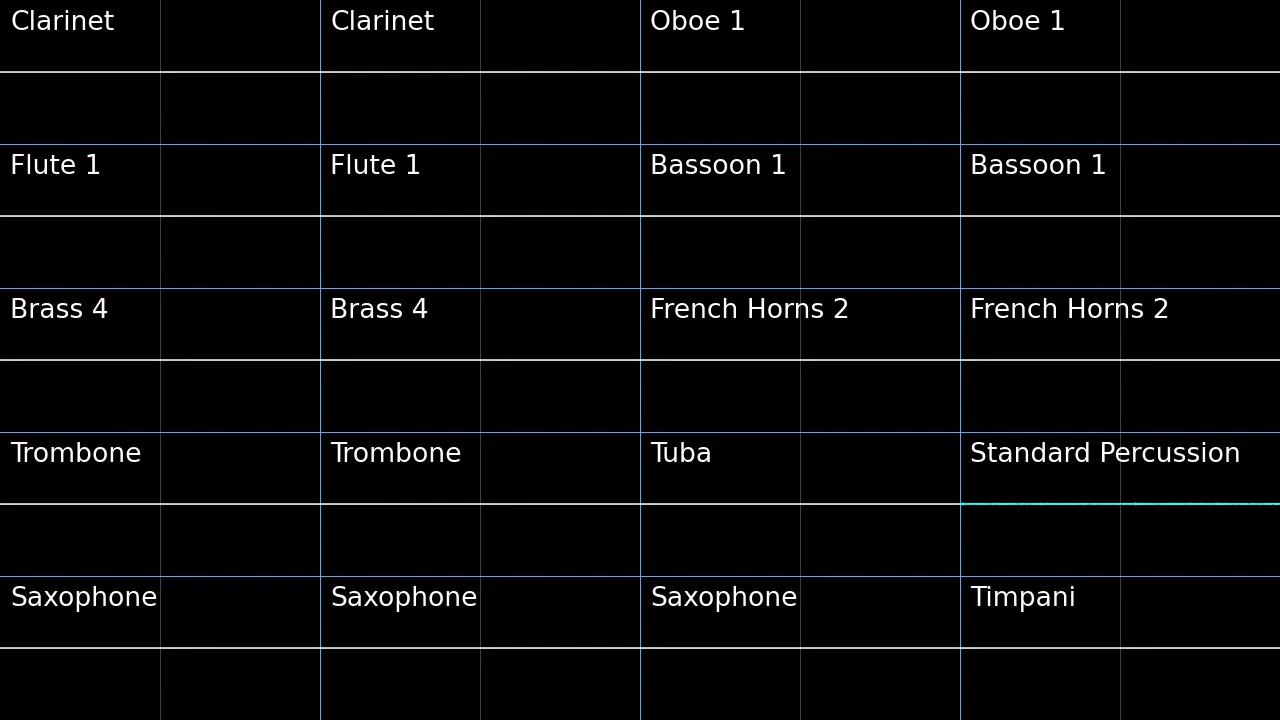 Clarinet
Clarinet
Oboe 1
Oboe 1
Flute 1
Flute 1
Bassoon 1
Bassoon 1
Brass 4
Brass 4
French Horns 2
French Horns 2
Trombone
Trombone
Tuba
Standard Percussion
Saxophone
Saxophone
Saxophone
Timpani